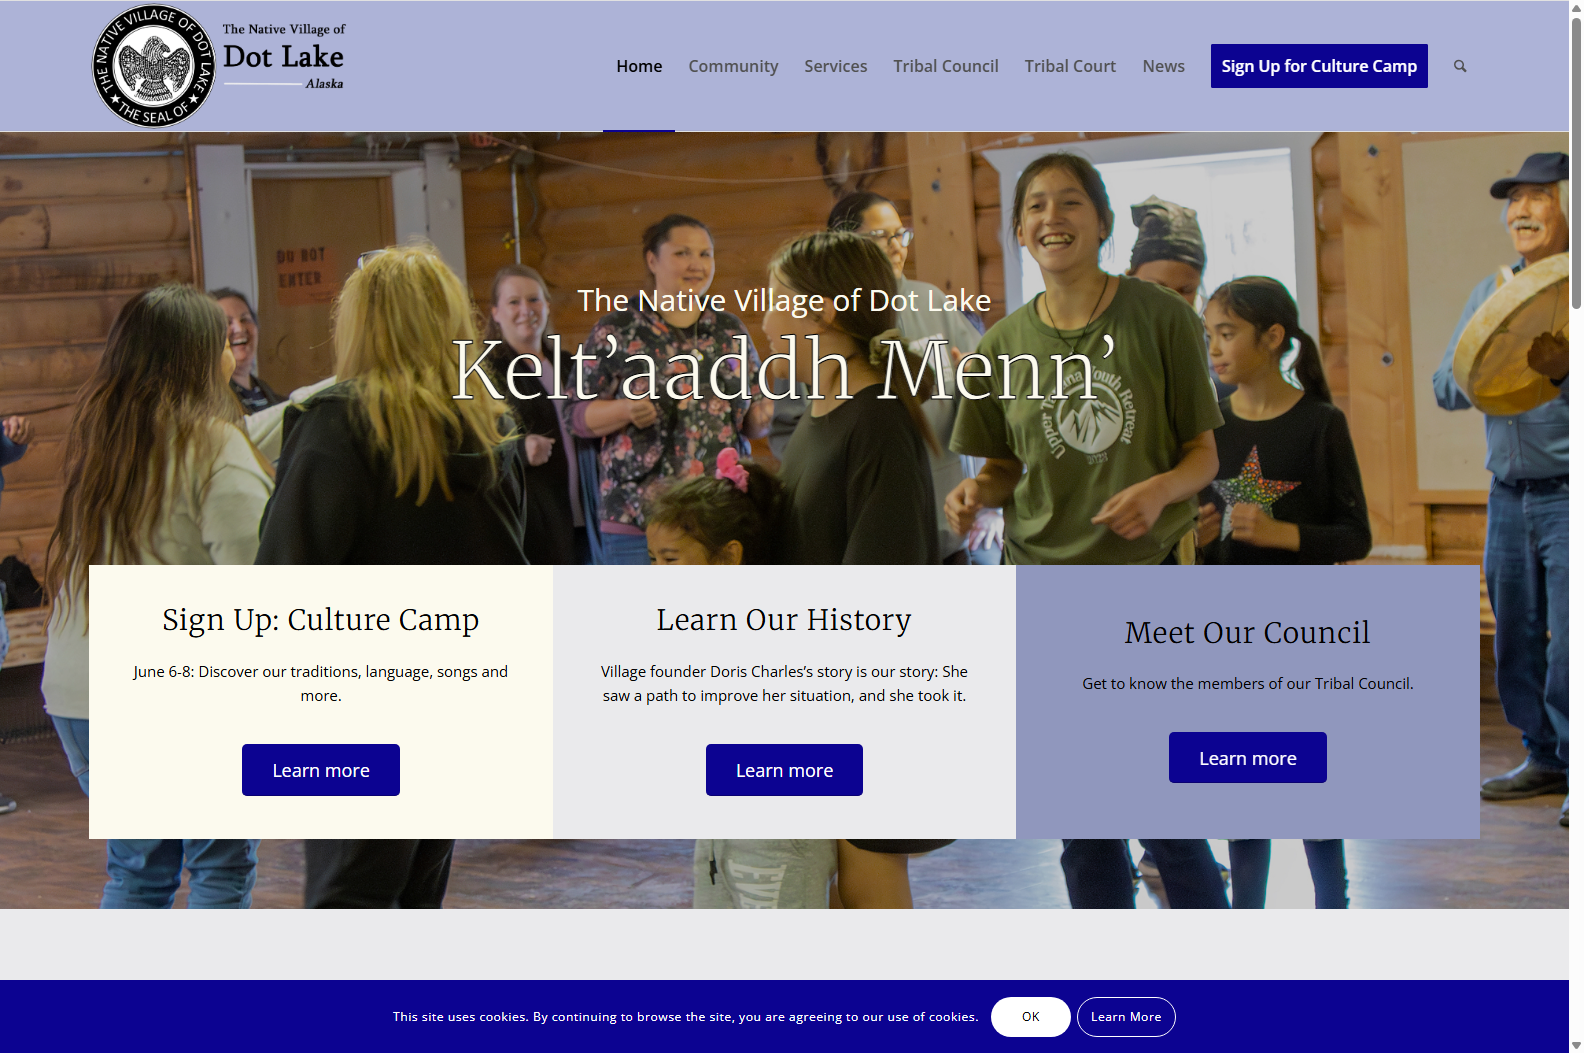 THE NATIVE VILLAGE OF DOT LAKE
★ THE SEAL OF ★
The Native Village of
Dot Lake
Alaska
Home
Community
Services
Tribal Council
Tribal Court
News
Sign Up for Culture Camp
DO NOT
ENTER
The Native Village of Dot Lake
Kelt’aaddh Menn’
Youth
Upper
Retreat
Sign Up: Culture Camp
June 6-8: Discover our traditions, language, songs and
more.
Learn more
Learn Our History
Village founder Doris Charles’s story is our story: She
saw a path to improve her situation, and she took it.
Learn more
Meet Our Council
Get to know the members of our Tribal Council.
Learn more
This site uses cookies. By continuing to browse the site, you are agreeing to our use of cookies.
OK
Learn More